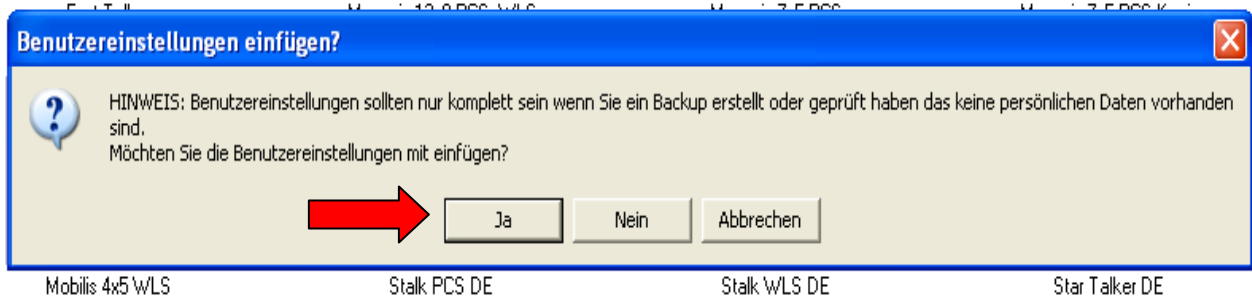 Benutzereinstellungen einfügen?
HINWEIS: Benutzereinstellungen sollten nur komplett sein wenn Sie ein Backup erstellt oder geprüft haben das keine persönlichen Daten vorhanden
sind.
Möchten Sie die Benutzereinstellungen mit einfügen?
Ja Nein Abbrechen
Mobilis 4x5 WLS Stalk PCS DE Stalk WLS DE Star Talker DE